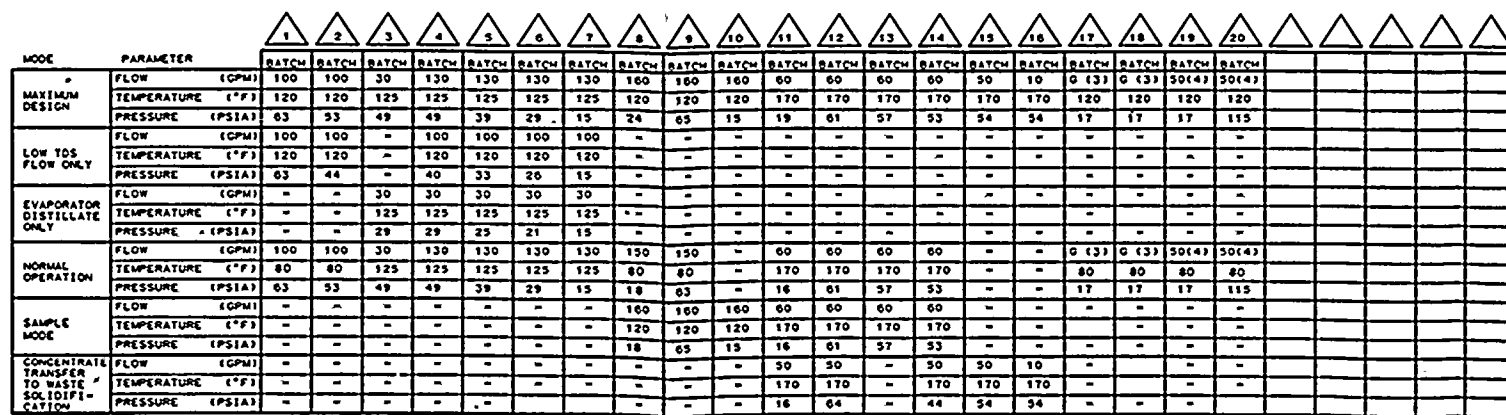 1 2 3 4 5 6 7 8 9 10 11 12 13 14 15 16 17 18 19 20
MODE PARAMETER BATCH BATCH BATCH BATCH BATCH BATCH BATCH BATCH BATCH BATCH BATCH BATCH BATCH BATCH BATCH BATCH BATCH BATCH BATCH BATCH
MAXIMUM DESIGN FLOW (GPM) 100 100 30 130 130 130 130 160 160 160 60 60 60 60 50 10 G (3) G (3) 50(4) 50(4)
TEMPERATURE (°F) 120 120 125 125 125 125 125 120 120 120 170 170 170 170 170 170 120 120 120 120
PRESSURE (PSIA) 63 53 49 49 39 29 15 24 65 15 19 61 57 53 54 54 17 17 17 115
LOW TDS FLOW ONLY FLOW (GPM) 100 100 - 100 100 100 100 - - - - - - - - - - - - -
TEMPERATURE (°F) 120 120 - 120 120 120 120 - - - - - - - - - - - - -
PRESSURE (PSIA) 63 44 - 40 33 26 15 - - - - - - - - - - - - -
EVAPORATOR DISTILLATE ONLY FLOW (GPM) - - 30 30 30 30 30 - - - - - - - - - - - - -
TEMPERATURE (°F) - - 125 125 125 125 125 - - - - - - - - - - - - -
PRESSURE (PSIA) - - 29 29 25 21 15 - - - - - - - - - - - - -
NORMAL OPERATION FLOW (GPM) 100 100 30 130 130 130 130 150 150 - 60 60 60 60 - - G (3) G (3) 50(4) 50(4)
TEMPERATURE (°F) 80 80 125 125 125 125 125 80 80 - 170 170 170 170 - - 80 80 80 80
PRESSURE (PSIA) 63 53 49 49 39 29 15 18 63 - 16 61 57 53 - - 17 17 17 115
SAMPLE MODE FLOW (GPM) - - - - - - - 160 160 160 60 60 60 60 - - - - - -
TEMPERATURE (°F) - - - - - - - 120 120 120 170 170 170 170 - - - - - -
PRESSURE (PSIA) - - - - - - - 18 65 15 16 61 57 53 - - - - - -
CONCENTRATE TRANSFER TO WASTE SOLIDIFI-CATION FLOW (GPM) - - - - - - - - - - 50 50 - 50 50 10 - - - -
TEMPERATURE (°F) - - - - - - - - - - 170 170 - 170 170 170 - - - -
PRESSURE (PSIA) - - - - - - - - - - 16 64 - 44 54 54 - - - -